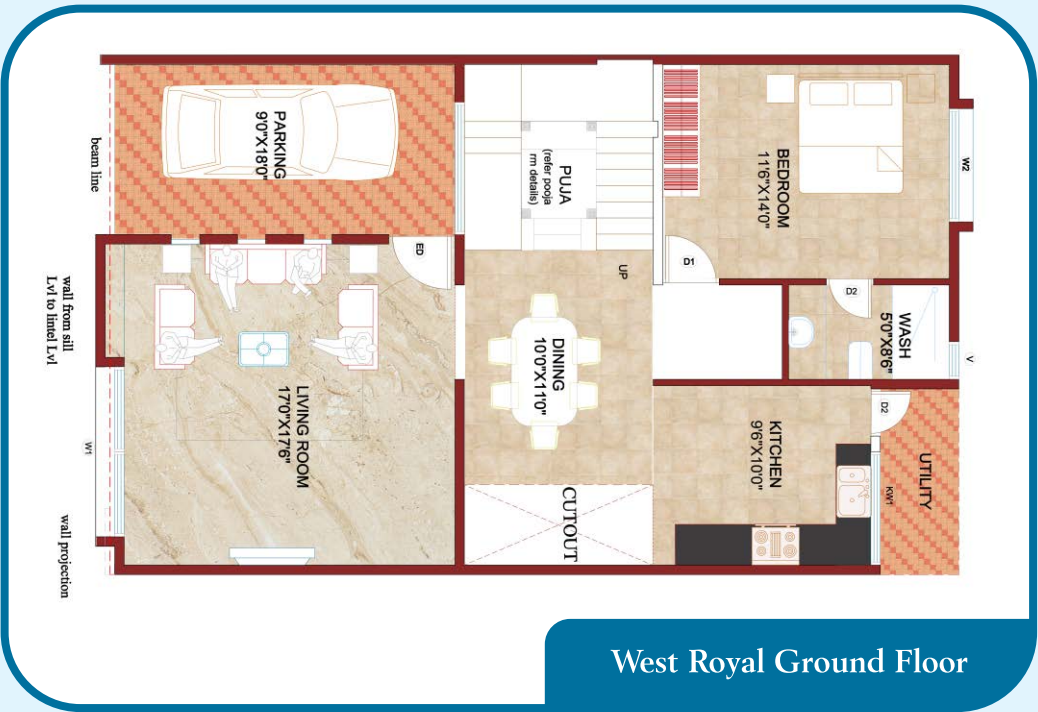 beam line
PARKING
9'0"X18'0"
PUJA
(refer pooja
rm details)
BEDROOM
11'6"X14'0"
W2
ED
UP
D1
D2
WASH
5'0"X8'6"
V
wall from sill
Lvl to lintel Lvl
LIVING ROOM
17'0"X17'6"
DINING
10'0"X11'0"
KITCHEN
9'6"X10'0"
D2
UTILITY
KW1
W1
CUTOUT
wall projection
West Royal Ground Floor